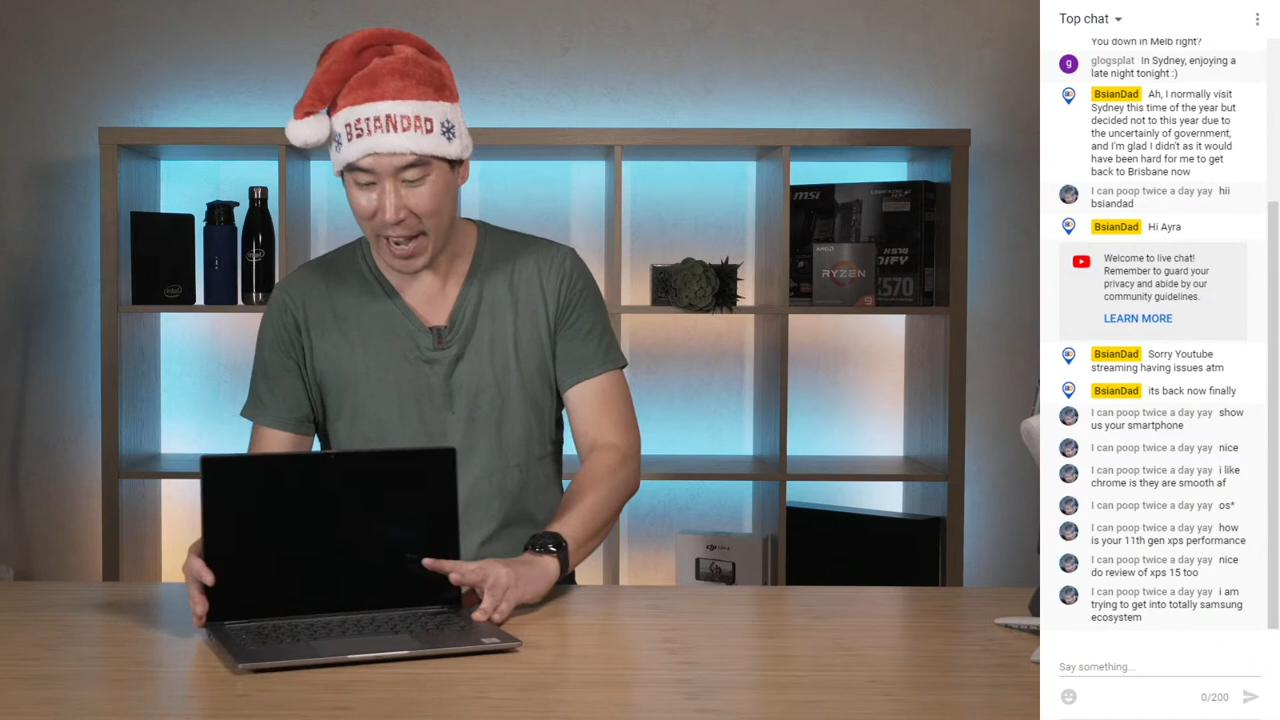 BSIANDAD
intel
intel
msi
AMD
RYZEN
9
X570
UNIFY
X570
dji
Top chat
You down in Melb right?
g
glogsplat In Sydney, enjoying a
late night tonight :)
BsianDad Ah, I normally visit
Sydney this time of the year but
decided not to this year due to
the uncertainly of government,
and I'm glad I didn't as it would
have been hard for me to get
back to Brisbane now
I can poop twice a day yay hii
bsiandad
BsianDad Hi Ayra
Welcome to live chat!
Remember to guard your
privacy and abide by our
community guidelines.
LEARN MORE
BsianDad Sorry Youtube
streaming having issues atm
BsianDad its back now finally
I can poop twice a day yay show
us your smartphone
I can poop twice a day yay nice
I can poop twice a day yay i like
chrome is they are smooth af
I can poop twice a day yay os*
I can poop twice a day yay how
is your 11th gen xps performance
I can poop twice a day yay nice
do review of xps 15 too
I can poop twice a day yay i am
trying to get into totally samsung
ecosystem
Say something...
0/200